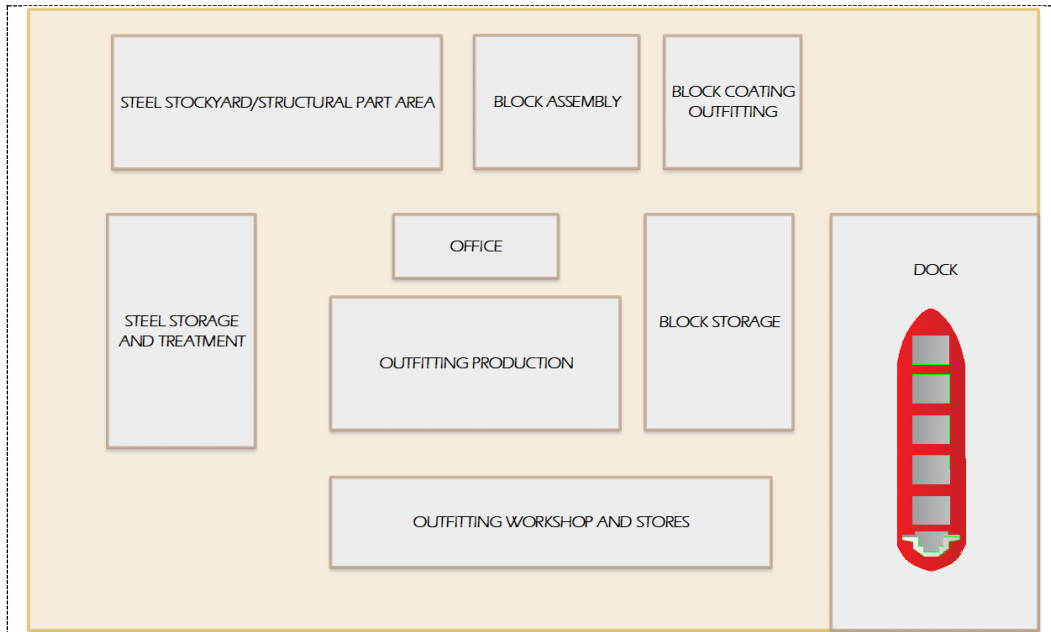 STEEL STOCKYARD/STRUCTURAL PART AREA
BLOCK ASSEMBLY
BLOCK COATING
OUTFITTING
OFFICE
DOCK
STEEL STORAGE
AND TREATMENT
BLOCK STORAGE
OUTFITTING PRODUCTION
OUTFITTING WORKSHOP AND STORES